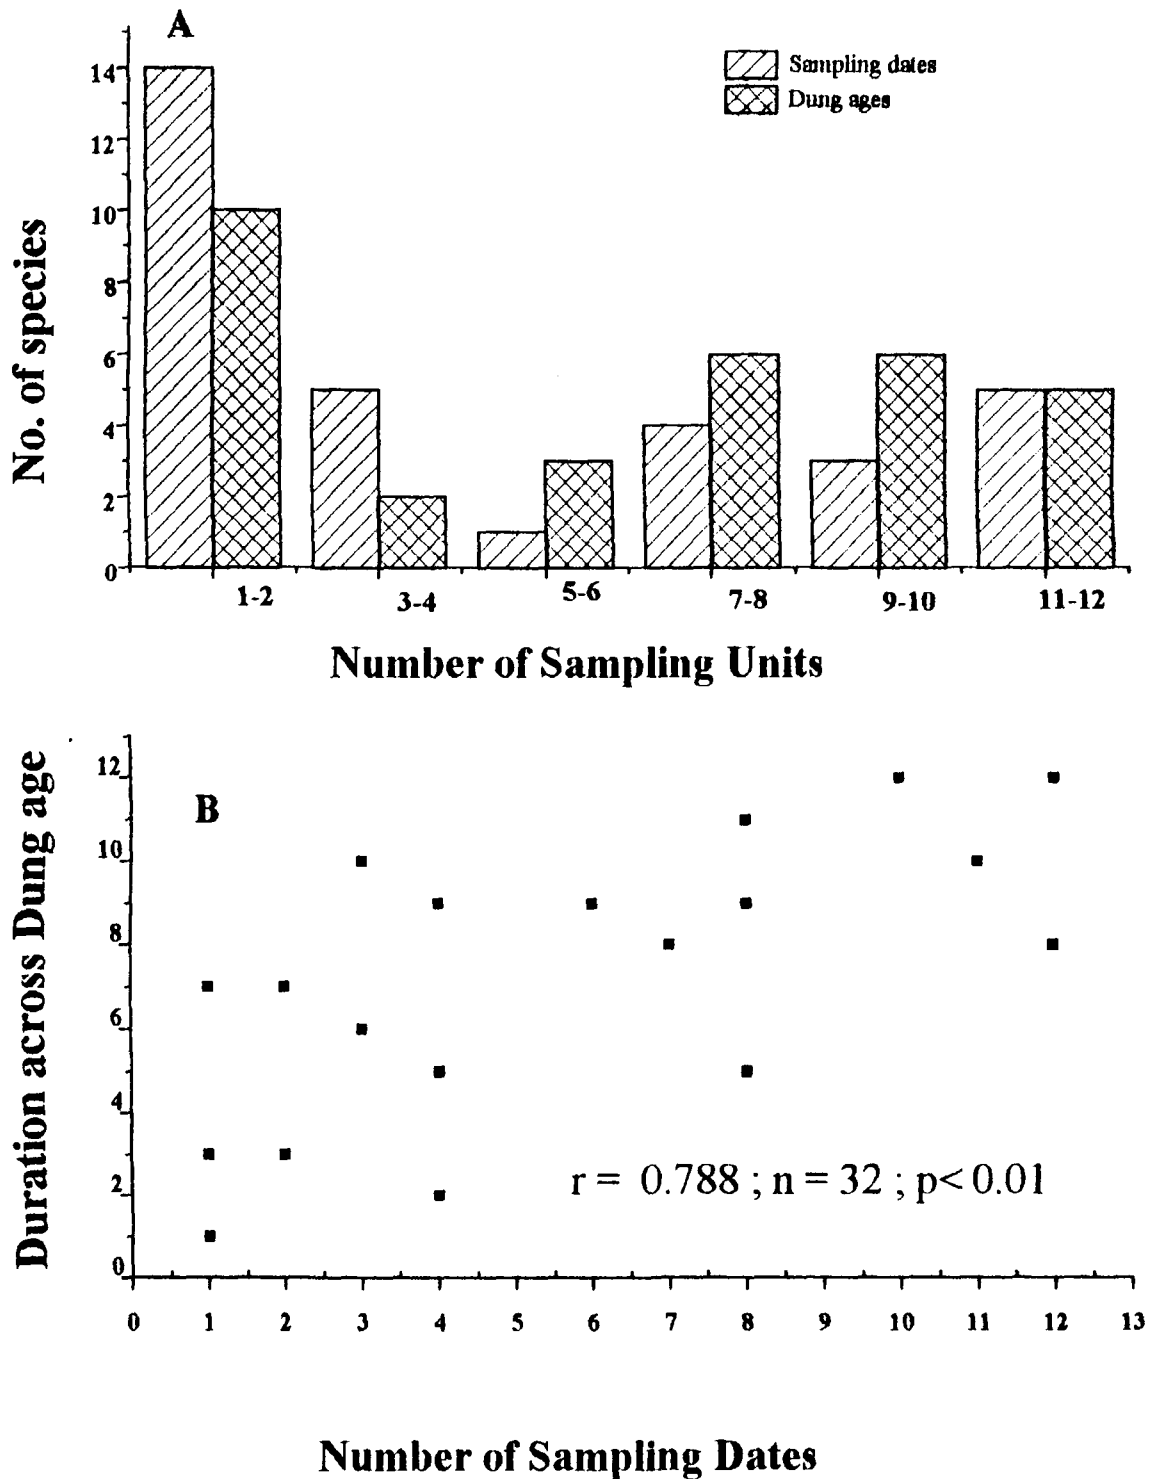 A
Sampling dates
Dung ages
14
12
10
8
6
4
2
0
No. of species
1-2 3-4 5-6 7-8 9-10 11-12
Number of Sampling Units
B
12
10
8
6
4
2
0
Duration across Dung age
r = 0.788 ; n = 32 ; p< 0.01
0 1 2 3 4 5 6 7 8 9 10 11 12 13
Number of Sampling Dates